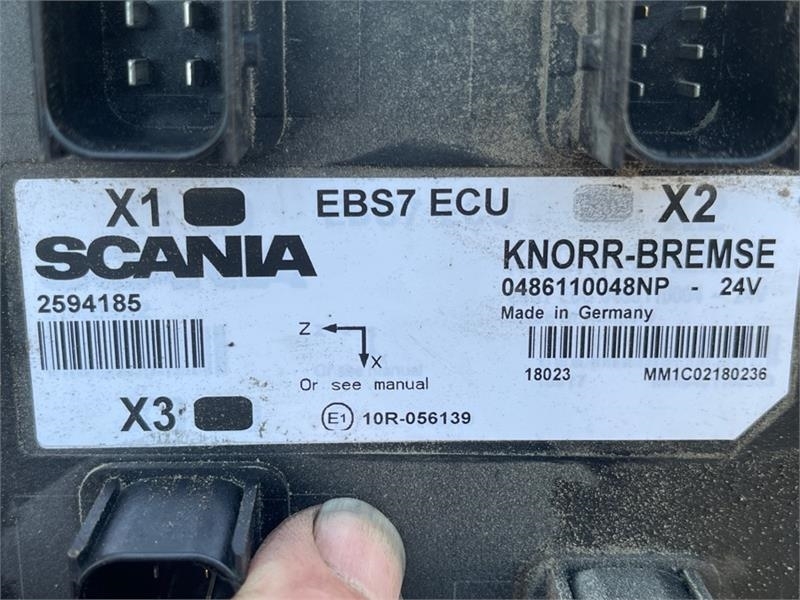 X1 EBS7 ECU X2
SCANIA KNORR-BREMSE
2594185 0486110048NP - 24V
Made in Germany
Z
X
Or see manual
18023 MM1C02180236
X3 E1 10R-056139